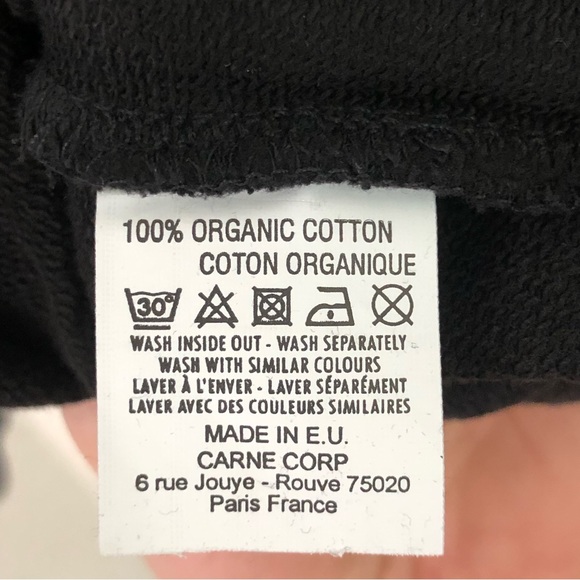 100% ORGANIC COTTON
COTON ORGANIQUE
30°
WASH INSIDE OUT - WASH SEPARATELY
WASH WITH SIMILAR COLOURS
LAVER À L'ENVER - LAVER SÉPARÉMENT
LAVER AVEC DES COULEURS SIMILAIRES
MADE IN E.U.
CARNE CORP
6 rue Jouye - Rouve 75020
Paris France